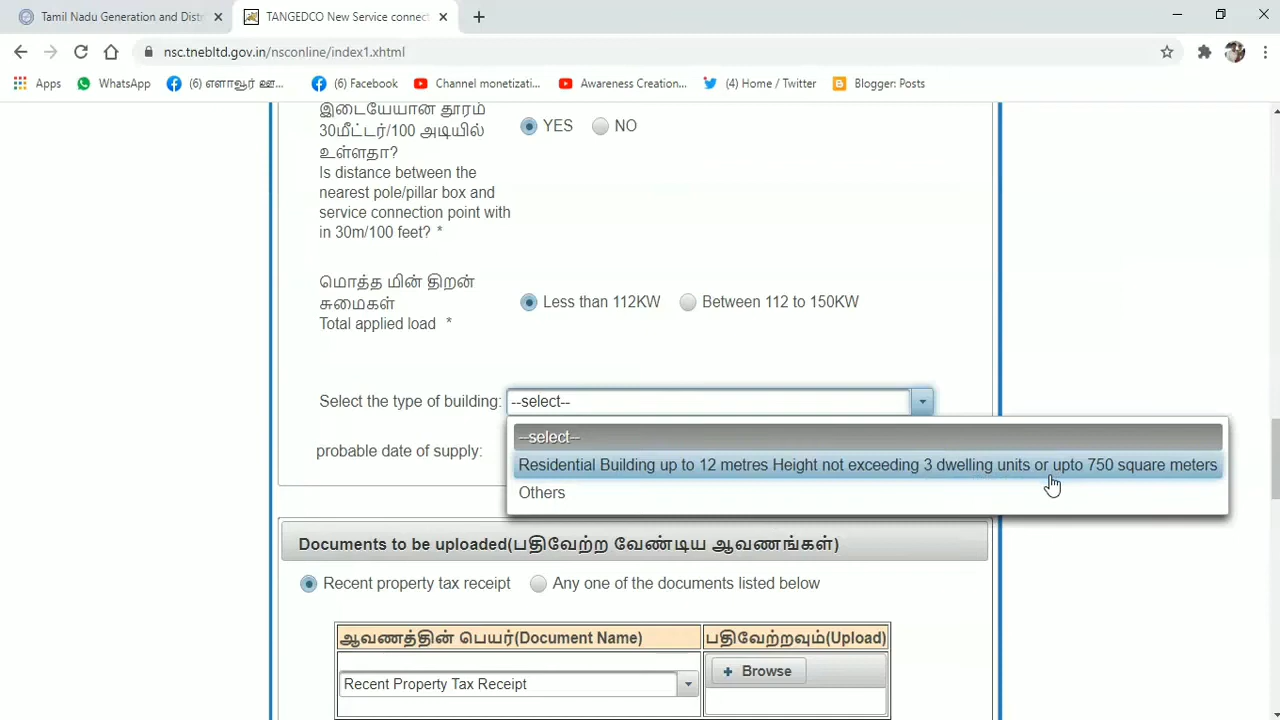 Tamil Nadu Generation and Distri
TANGEDCO New Service connect
nsc.tnebltd.gov.in/nsconline/index1.xhtml
Apps
WhatsApp
(6) எளாவூர் ஊ...
(6) Facebook
Channel monetizati...
Awareness Creation...
(4) Home / Twitter
Blogger: Posts
இடையேயான தூரம்
30மீட்டர்/100 அடியில்
உள்ளதா?
Is distance between the
nearest pole/pillar box and
service connection point with
in 30m/100 feet? *
YES NO
மொத்த மின் திறன்
சுமைகள்
Total applied load *
Less than 112KW Between 112 to 150KW
Select the type of building: --select--
--select--
Residential Building up to 12 metres Height not exceeding 3 dwelling units or upto 750 square meters
Others
probable date of supply:
Documents to be uploaded(பதிவேற்ற வேண்டிய ஆவணங்கள்)
Recent property tax receipt Any one of the documents listed below
ஆவணத்தின் பெயர்(Document Name) பதிவேற்றவும்(Upload)
Recent Property Tax Receipt + Browse